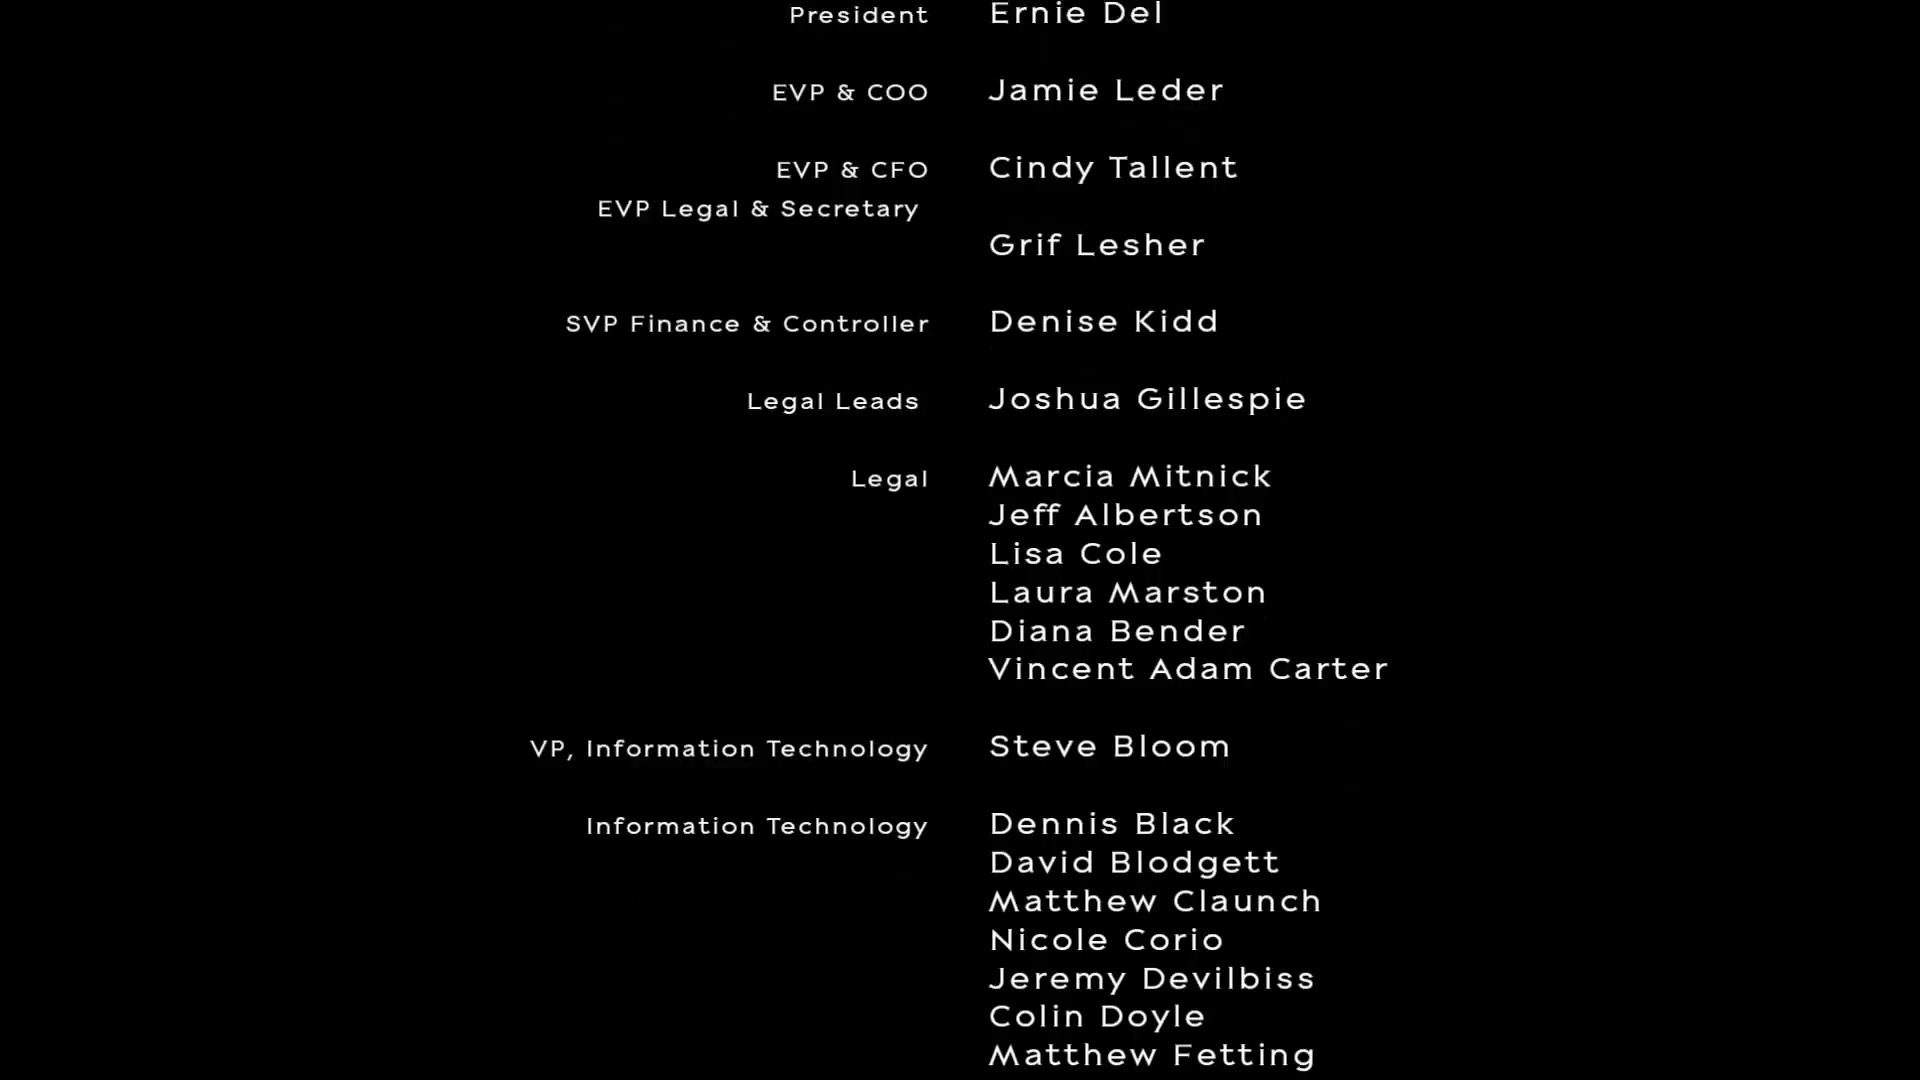 President Ernie Del
EVP & COO Jamie Leder
EVP & CFO Cindy Tallent
EVP Legal & Secretary
Grif Lesher
SVP Finance & Controller Denise Kidd
Legal Leads Joshua Gillespie
Legal Marcia Mitnick
Jeff Albertson
Lisa Cole
Laura Marston
Diana Bender
Vincent Adam Carter
VP, Information Technology Steve Bloom
Information Technology Dennis Black
David Blodgett
Matthew Claunch
Nicole Corio
Jeremy Devilbiss
Colin Doyle
Matthew Fetting